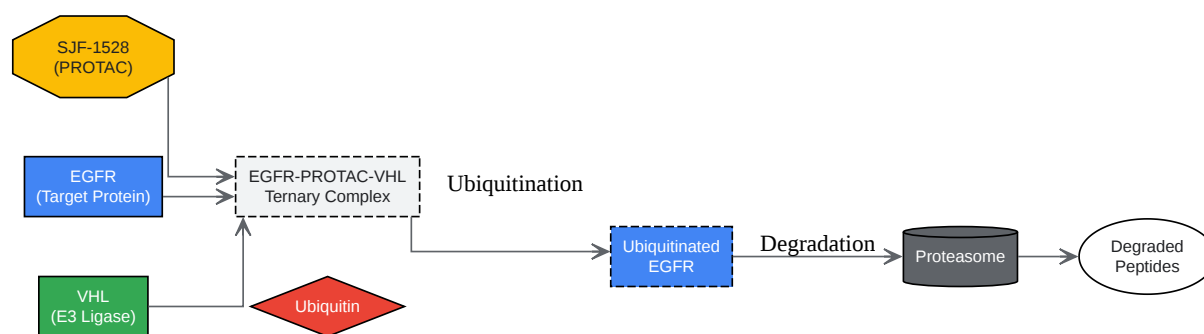 SJF-1528
(PROTAC)
EGFR
(Target Protein)
EGFR-PROTAC-VHL
Ternary Complex
Ubiquitination
VHL
(E3 Ligase)
Ubiquitin
Ubiquitinated
EGFR
Degradation
Proteasome
Degraded
Peptides